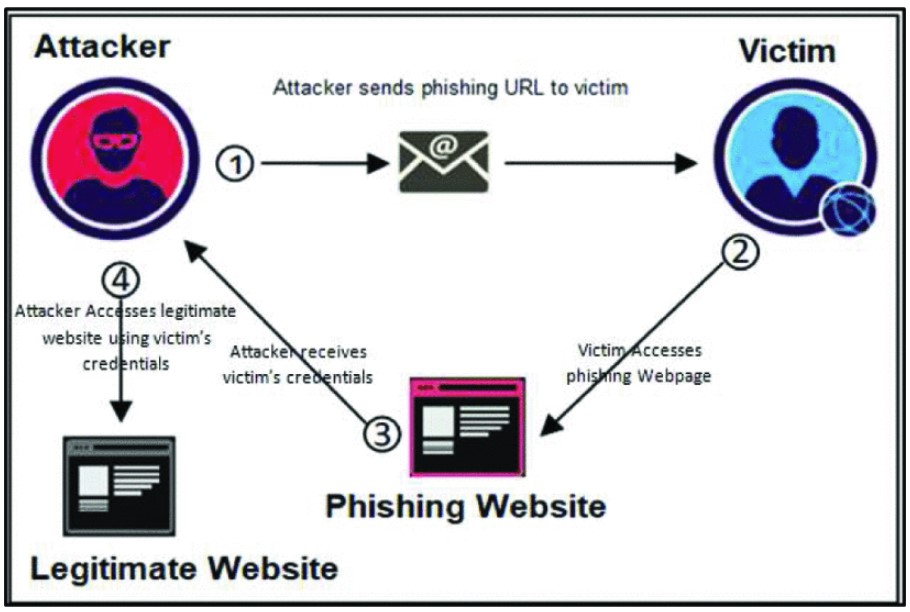 Attacker
Victim
Attacker sends phishing URL to victim
@
1
2
4
Attacker Accesses legitimate
website using victim's
credentials
Attacker receives
victim's credentials
Victim Accesses
phishing Webpage
3
Phishing Website
Legitimate Website